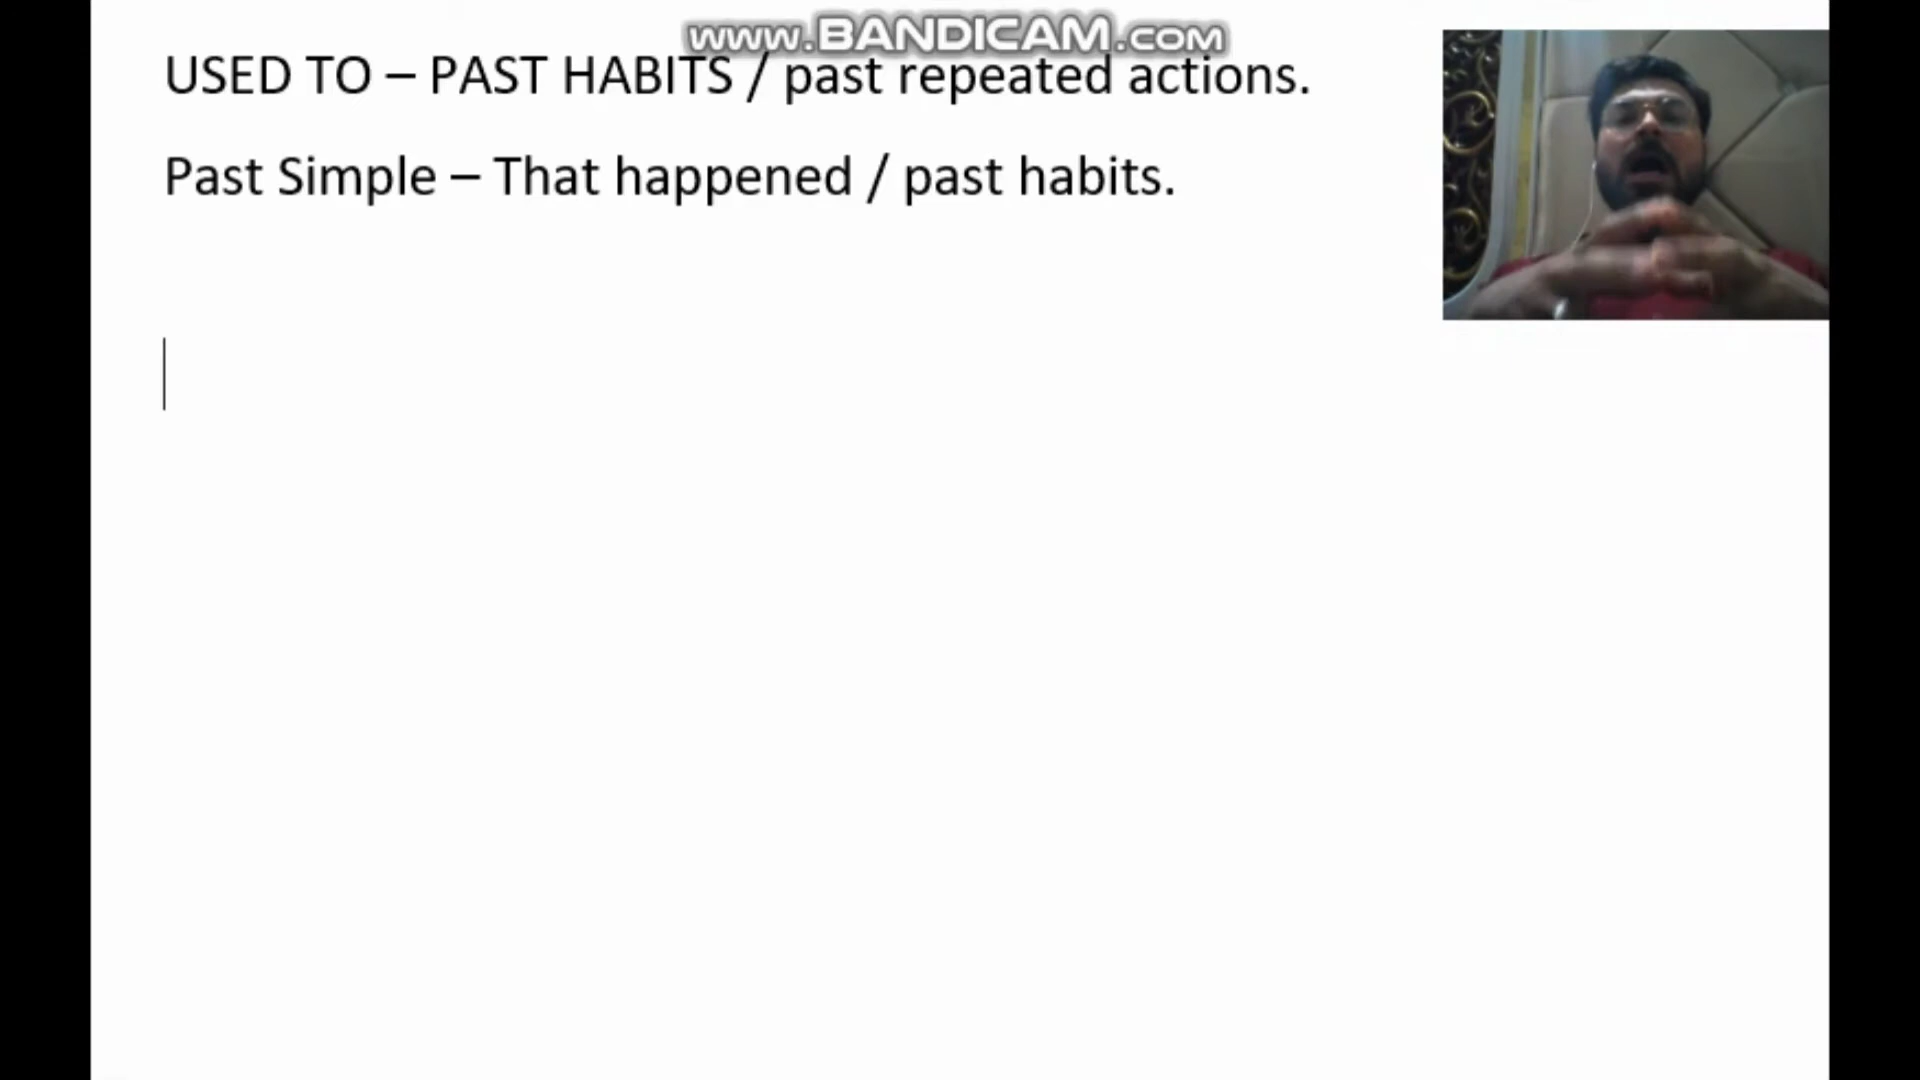 www.BANDICAM.com
USED TO – PAST HABITS / past repeated actions.
Past Simple – That happened / past habits.